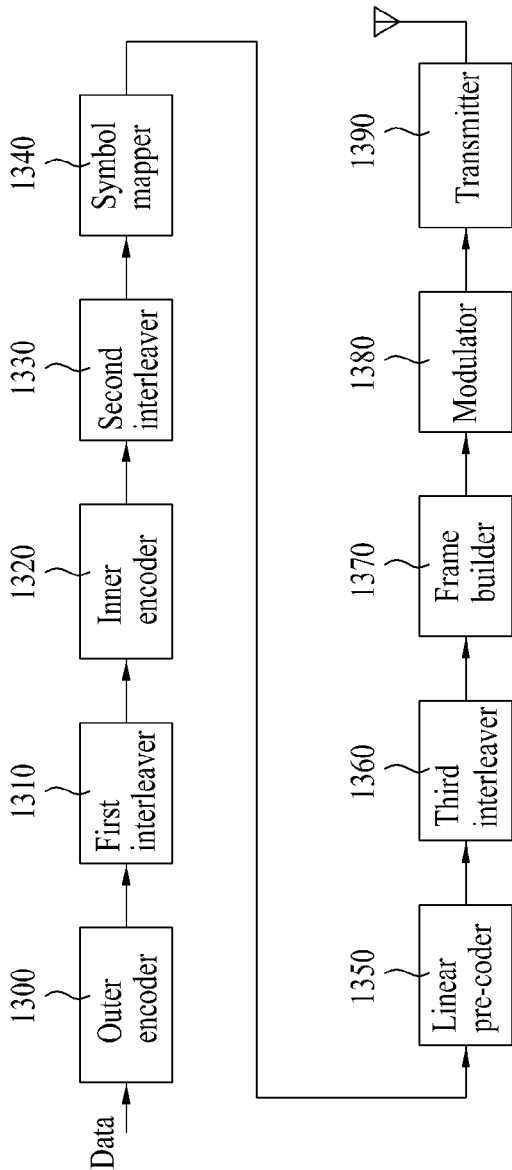 1300
1310
1320
1330
1340
Data
Outer
encoder
First
interleaver
Inner
encoder
Second
interleaver
Symbol
mapper
1350
1360
1370
1380
1390
Linear
pre-coder
Third
interleaver
Frame
builder
Modulator
Transmitter